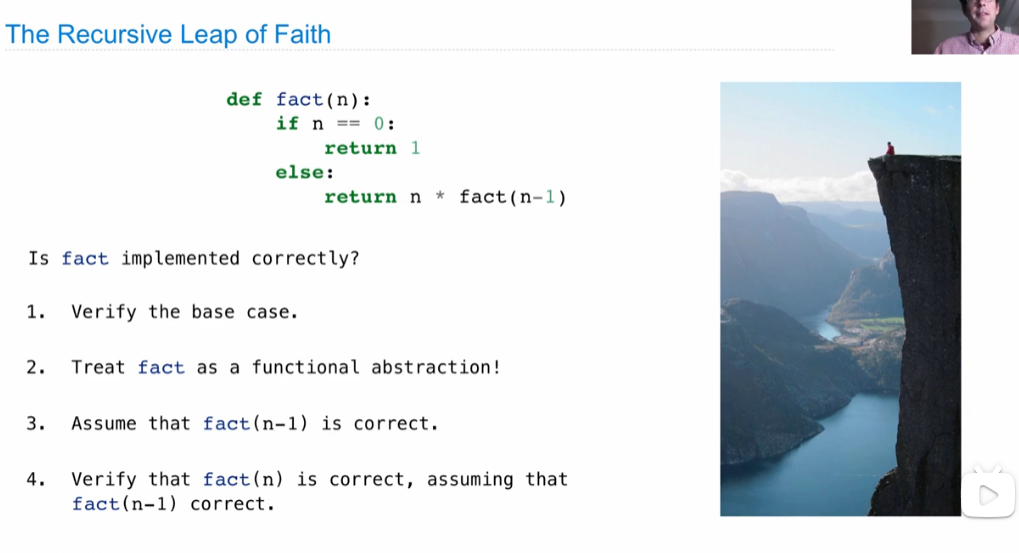 The Recursive Leap of Faith
def fact(n):
if n == 0:
return 1
else:
return n * fact(n-1)
Is fact implemented correctly?
1. Verify the base case.
2. Treat fact as a functional abstraction!
3. Assume that fact(n-1) is correct.
4. Verify that fact(n) is correct, assuming that
fact(n-1) correct.